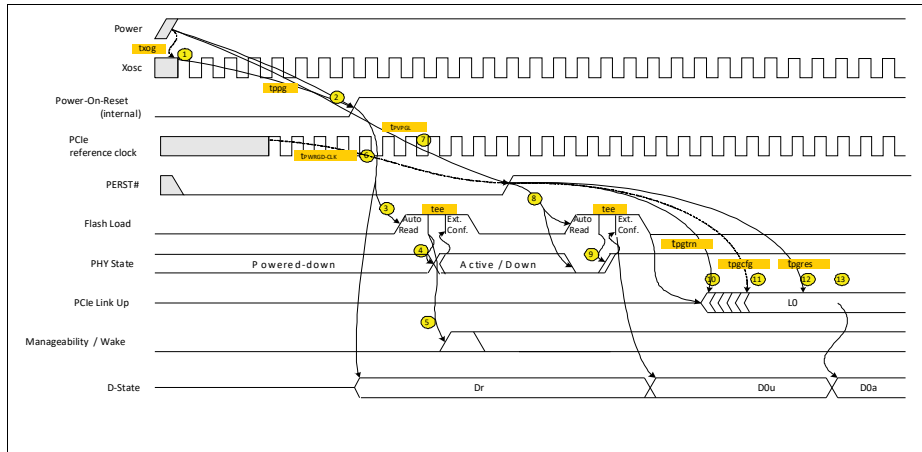 Power
txog
1
Xosc
tppg
2
Power-On-Reset
(internal)
tPVPGL
7
PCIe
reference clock
tPWRGD-CLK
6
PERST#
8
3
tee
tee
Flash Load
Auto
Read
Ext.
Conf.
Auto
Read
Ext.
Conf.
tpgtrn
4
9
PHY State
Powered-down
Active / Down
tpgcfg
tpgres
10
11
12
13
PCIe Link Up
L0
5
Manageability / Wake
D-State
Dr
D0u
D0a